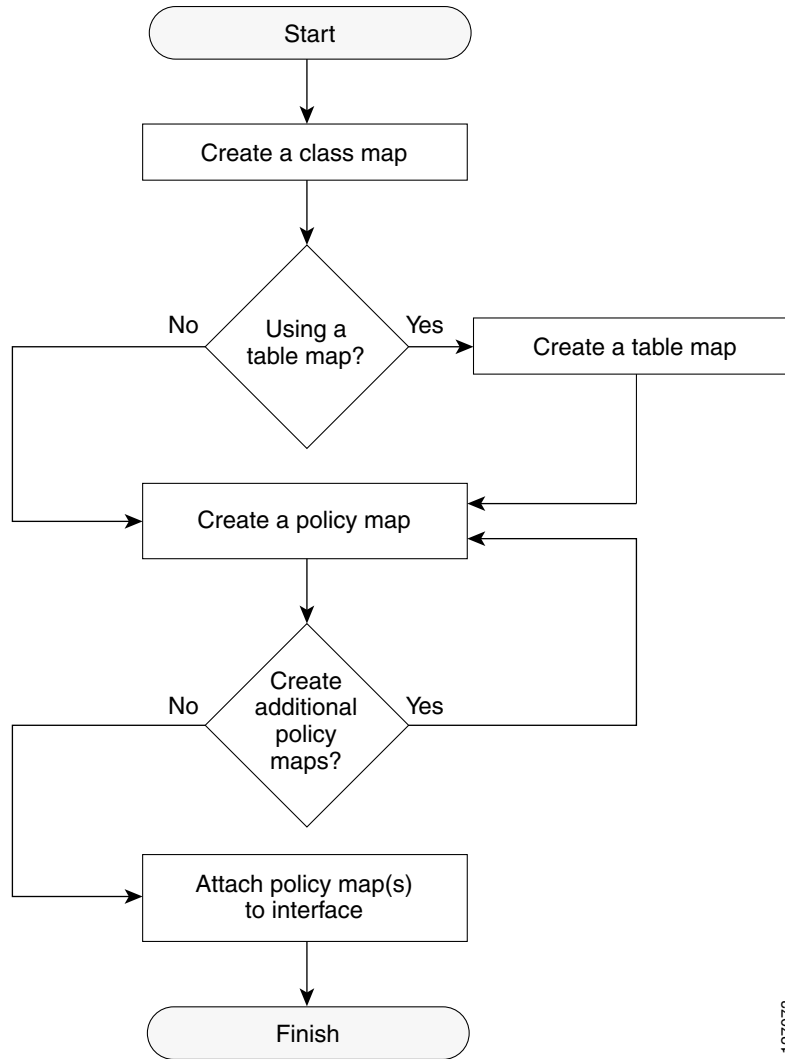 Start
Create a class map
No
Using a
table map?
Yes
Create a table map
Create a policy map
No
Create
additional
policy
maps?
Yes
Attach policy map(s)
to interface
Finish